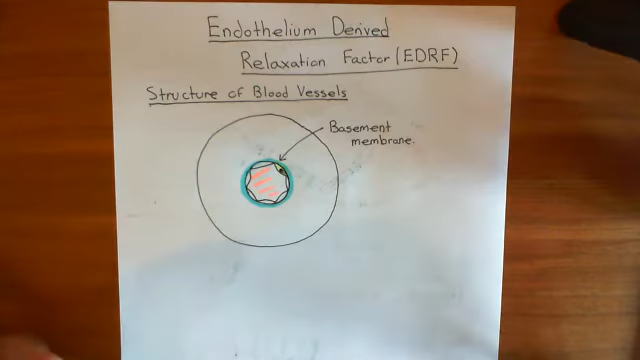 Endothelium Derived
Relaxation Factor (EDRF)
Structure of Blood Vessels
Basement
membrane.